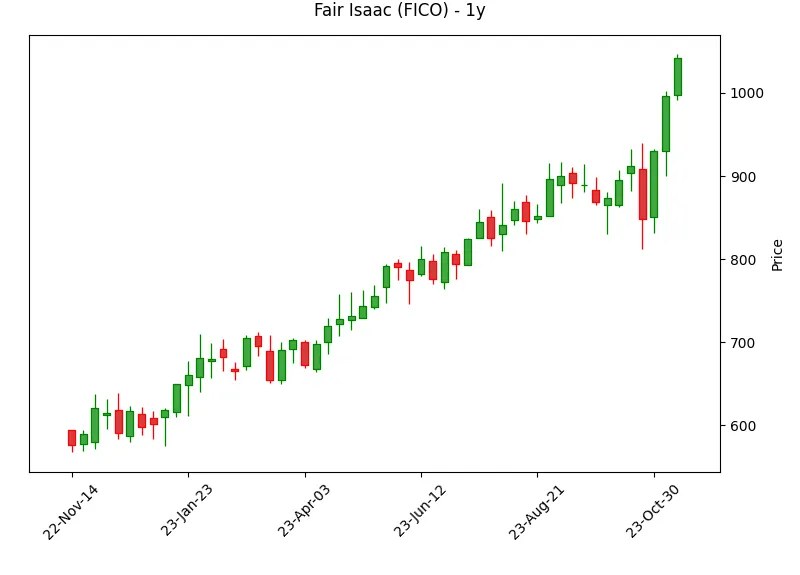 Fair Isaac (FICO) - 1y
1000
900
800
700
600
Price
22-Nov-14
23-Jan-23
23-Apr-03
23-Jun-12
23-Aug-21
23-Oct-30